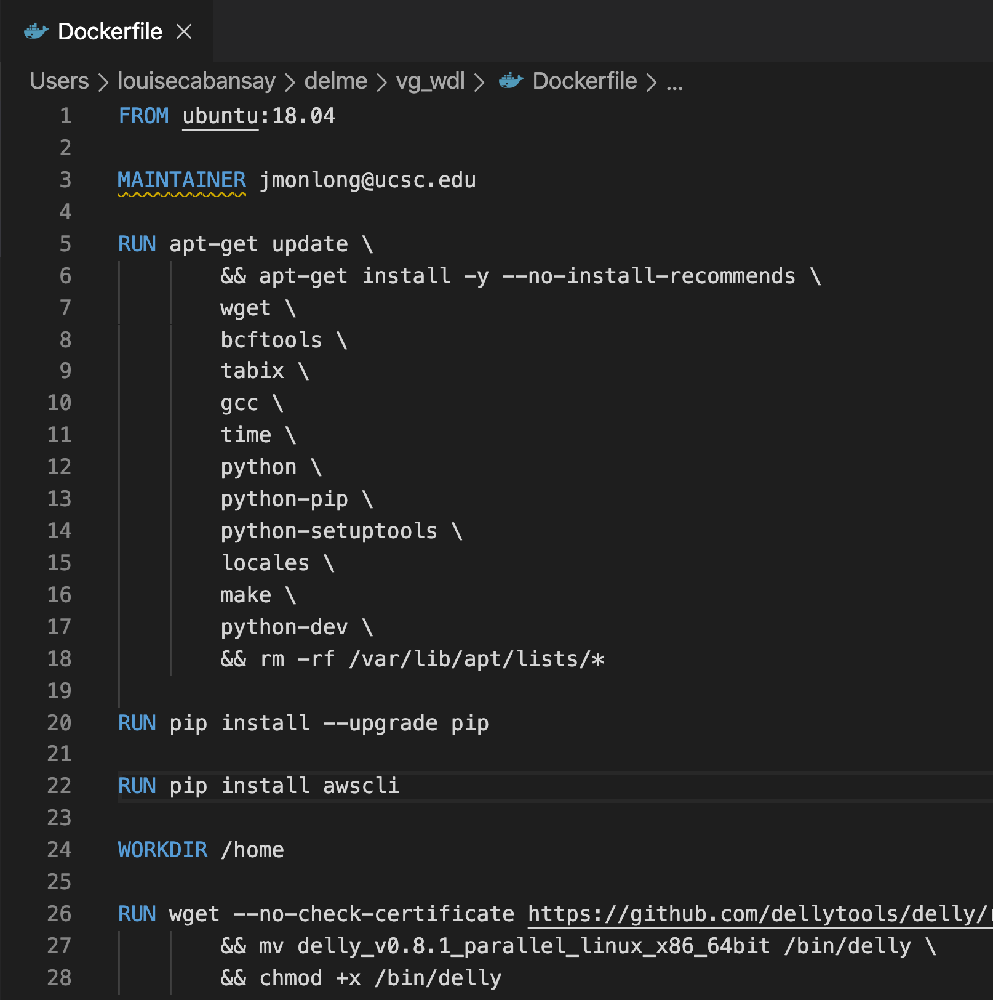 Dockerfile
Users > louisecabansay > delme > vg_wdl > Dockerfile > ...
1 FROM ubuntu:18.04
2
3 MAINTAINER jmonlong@ucsc.edu
4
5 RUN apt-get update \
6 && apt-get install -y --no-install-recommends \
7 wget \
8 bcftools \
9 tabix \
10 gcc \
11 time \
12 python \
13 python-pip \
14 python-setuptools \
15 locales \
16 make \
17 python-dev \
18 && rm -rf /var/lib/apt/lists/*
19
20 RUN pip install --upgrade pip
21
22 RUN pip install awscli
23
24 WORKDIR /home
25
26 RUN wget --no-check-certificate https://github.com/dellytools/delly/
27 && mv delly_v0.8.1_parallel_linux_x86_64bit /bin/delly \
28 && chmod +x /bin/delly